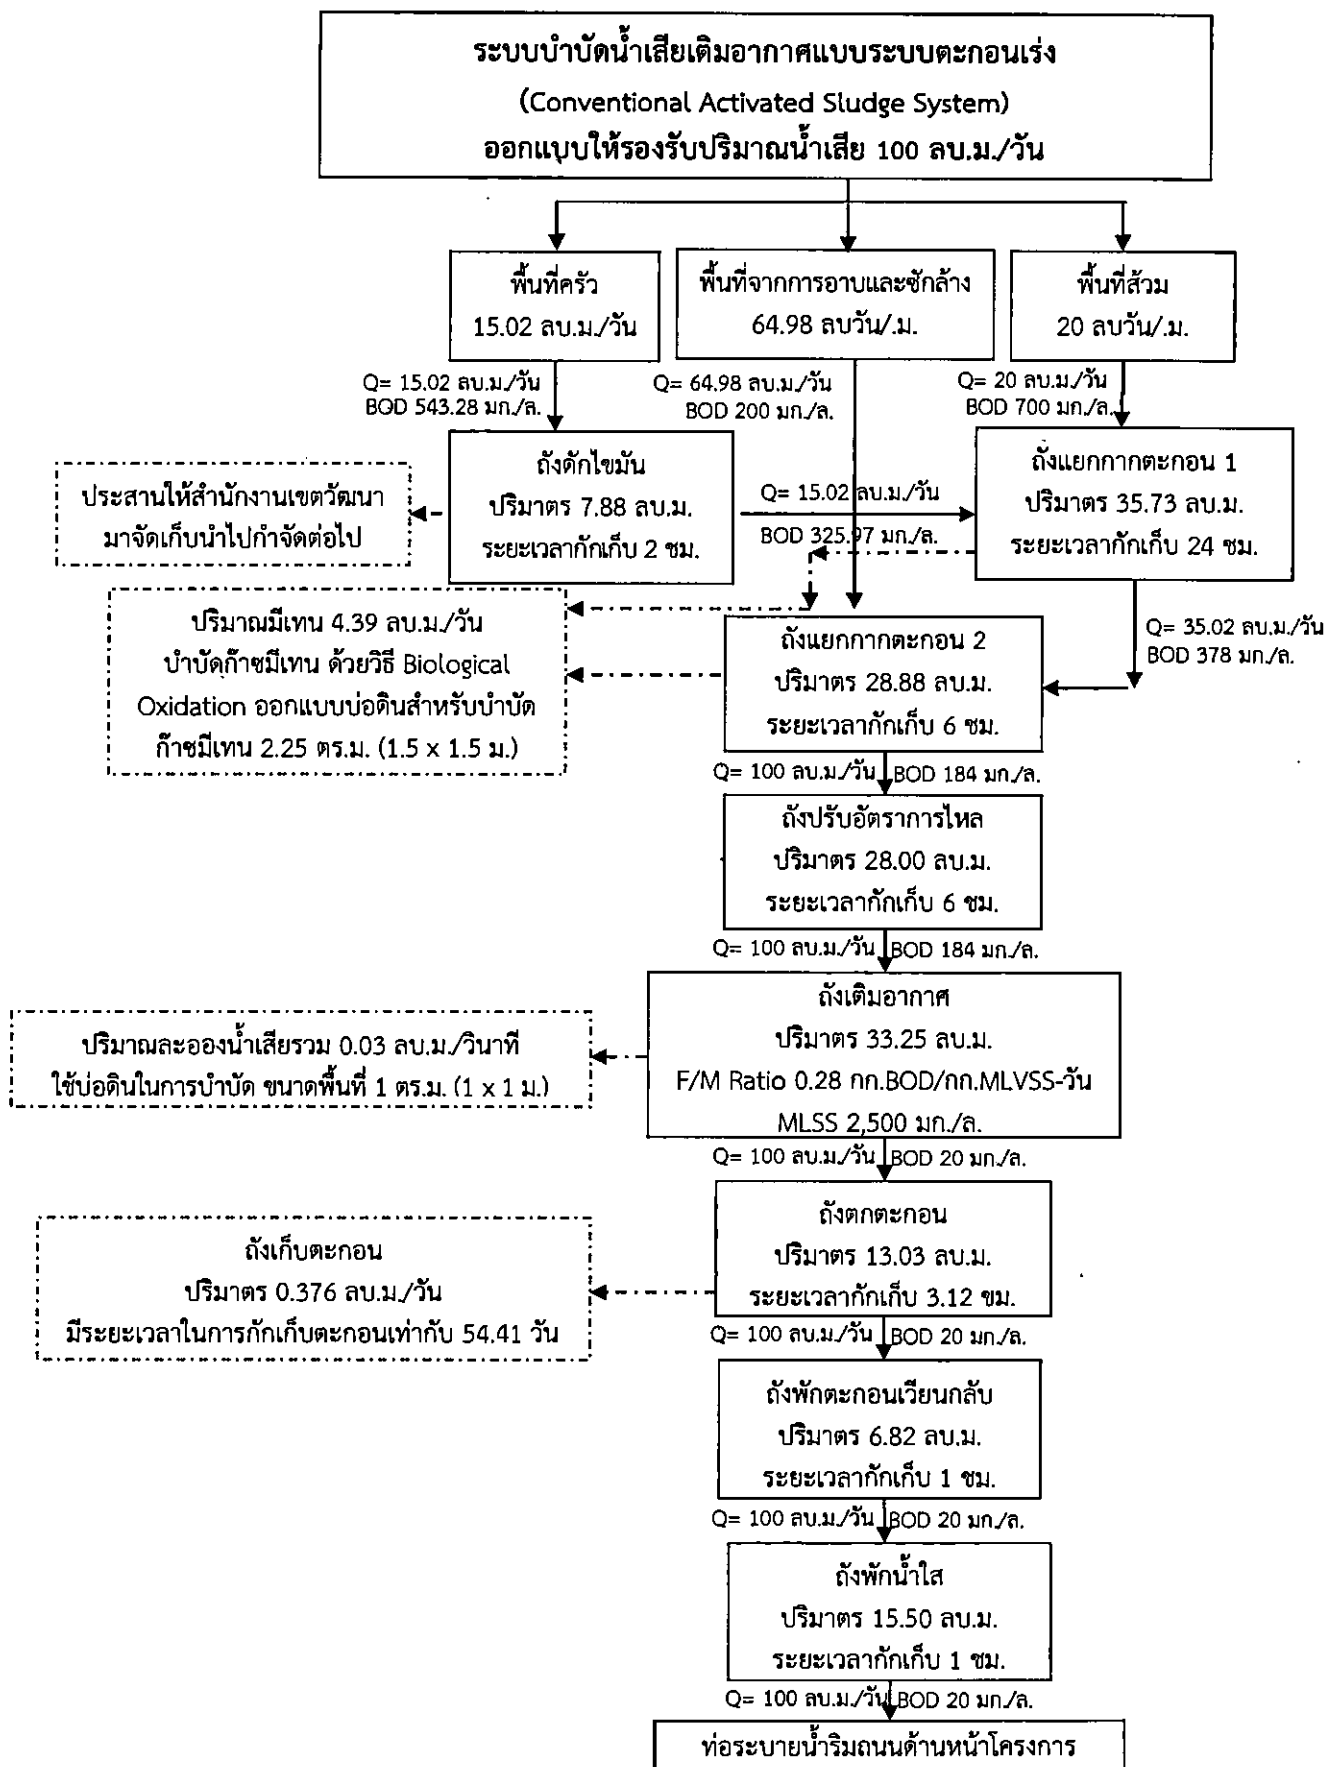 ระบบบำบัดน้ำเสียเติมอากาศแบบระบบตะกอนเร่ง
(Conventional Activated Sludge System)
ออกแบบให้รองรับปริมาณน้ำเสีย 100 ลบ.ม./วัน
พื้นที่ครัว
15.02 ลบ.ม./วัน
พื้นที่จากการอาบและซักล้าง
64.98 ลบวัน/.ม.
พื้นที่ส้วม
20 ลบวัน/.ม.
Q= 15.02 ลบ.ม./วัน
BOD 543.28 มก./ล.
Q= 64.98 ลบ.ม./วัน
BOD 200 มก./ล.
Q= 20 ลบ.ม./วัน
BOD 700 มก./ล.
ประสานให้สำนักงานเขตวัฒนา
มาจัดเก็บนำไปกำจัดต่อไป
ถังดักไขมัน
ปริมาตร 7.88 ลบ.ม.
ระยะเวลากักเก็บ 2 ชม.
Q= 15.02 ลบ.ม./วัน
BOD 325.97 มก./ล.
ถังแยกกากตะกอน 1
ปริมาตร 35.73 ลบ.ม.
ระยะเวลากักเก็บ 24 ชม.
ปริมาณมีเทน 4.39 ลบ.ม./วัน
บำบัดก๊าซมีเทน ด้วยวิธี Biological
Oxidation ออกแบบบ่อดินสำหรับบำบัด
ก๊าซมีเทน 2.25 ตร.ม. (1.5 x 1.5 ม.)
ถังแยกกากตะกอน 2
ปริมาตร 28.88 ลบ.ม.
ระยะเวลากักเก็บ 6 ชม.
Q= 35.02 ลบ.ม./วัน
BOD 378 มก./ล.
Q= 100 ลบ.ม./วัน BOD 184 มก./ล.
ถังปรับอัตราการไหล
ปริมาตร 28.00 ลบ.ม.
ระยะเวลากักเก็บ 6 ชม.
Q= 100 ลบ.ม./วัน BOD 184 มก./ล.
ปริมาณละอองน้ำเสียรวม 0.03 ลบ.ม./วินาที
ใช้บ่อดินในการบำบัด ขนาดพื้นที่ 1 ตร.ม. (1 x 1 ม.)
ถังเติมอากาศ
ปริมาตร 33.25 ลบ.ม.
F/M Ratio 0.28 กก.BOD/กก.MLVSS-วัน
MLSS 2,500 มก./ล.
Q= 100 ลบ.ม./วัน BOD 20 มก./ล.
ถังเก็บตะกอน
ปริมาตร 0.376 ลบ.ม./วัน
มีระยะเวลาในการกักเก็บตะกอนเท่ากับ 54.41 วัน
ถังตกตะกอน
ปริมาตร 13.03 ลบ.ม.
ระยะเวลากักเก็บ 3.12 ชม.
Q= 100 ลบ.ม./วัน BOD 20 มก./ล.
ถังพักตะกอนเวียนกลับ
ปริมาตร 6.82 ลบ.ม.
ระยะเวลากักเก็บ 1 ชม.
Q= 100 ลบ.ม./วัน BOD 20 มก./ล.
ถังพักน้ำใส
ปริมาตร 15.50 ลบ.ม.
ระยะเวลากักเก็บ 1 ชม.
Q= 100 ลบ.ม./วัน BOD 20 มก./ล.
ท่อระบายน้ำริมถนนด้านหน้าโครงการ